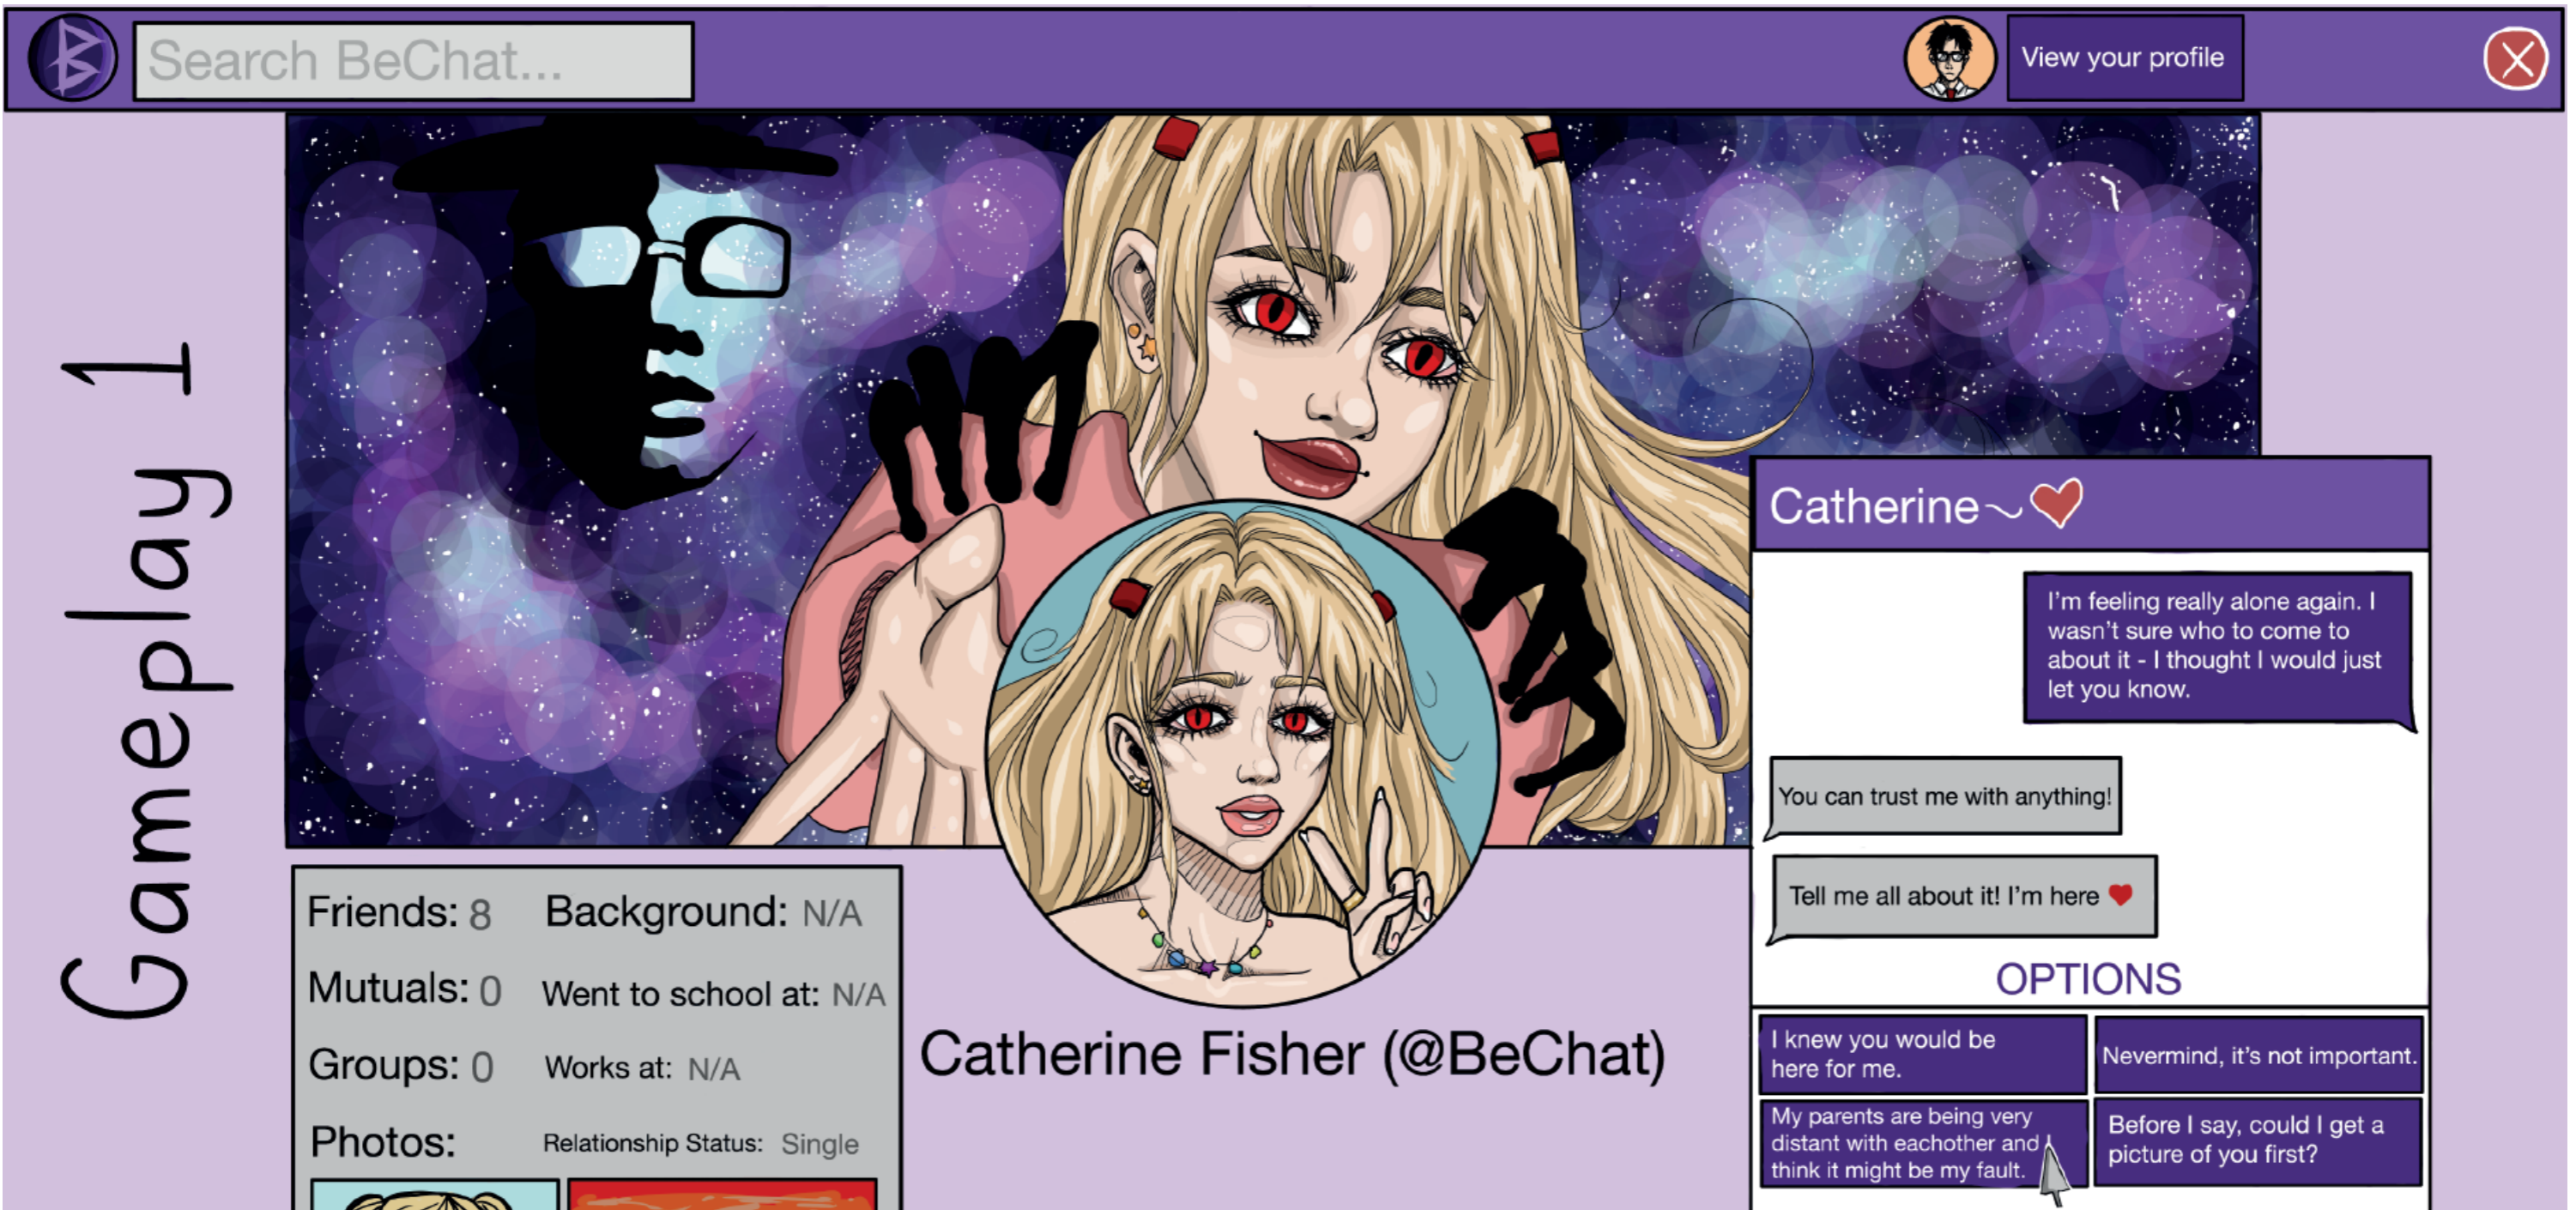 Search BeChat...
View your profile
Gameplay 1
Catherine~
I'm feeling really alone again. I
wasn't sure who to come to
about it - I thought I would just
let you know.
You can trust me with anything!
Tell me all about it! I'm here
OPTIONS
I knew you would be
here for me.
Nevermind, it's not important.
My parents are being very
distant with eachother and I
think it might be my fault.
Before I say, could I get a
picture of you first?
Friends: 8
Background: N/A
Mutuals: 0
Went to school at: N/A
Groups: 0
Works at: N/A
Photos:
Relationship Status: Single
Catherine Fisher (@BeChat)